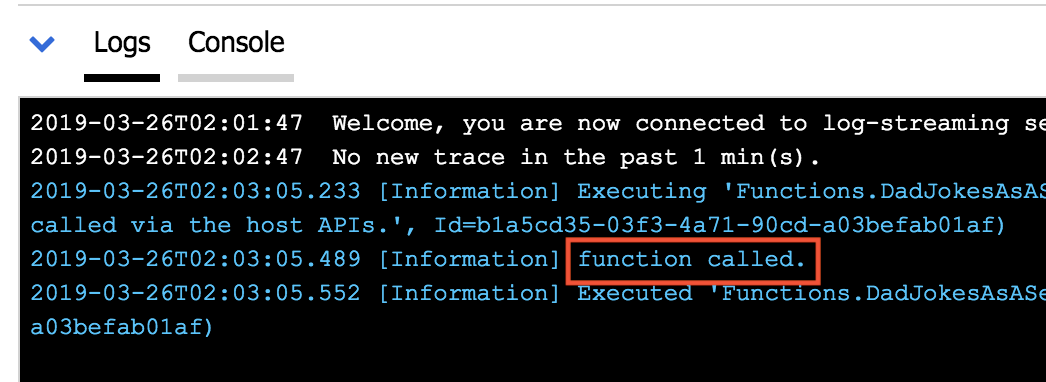 Logs Console
2019-03-26T02:01:47 Welcome, you are now connected to log-streaming se
2019-03-26T02:02:47 No new trace in the past 1 min(s).
2019-03-26T02:03:05.233 [Information] Executing 'Functions.DadJokesAsASe
called via the host APIs.', Id=b1a5cd35-03f3-4a71-90cd-a03befab01af)
2019-03-26T02:03:05.489 [Information] function called.
2019-03-26T02:03:05.552 [Information] Executed 'Functions.DadJokesAsASe
a03befab01af)